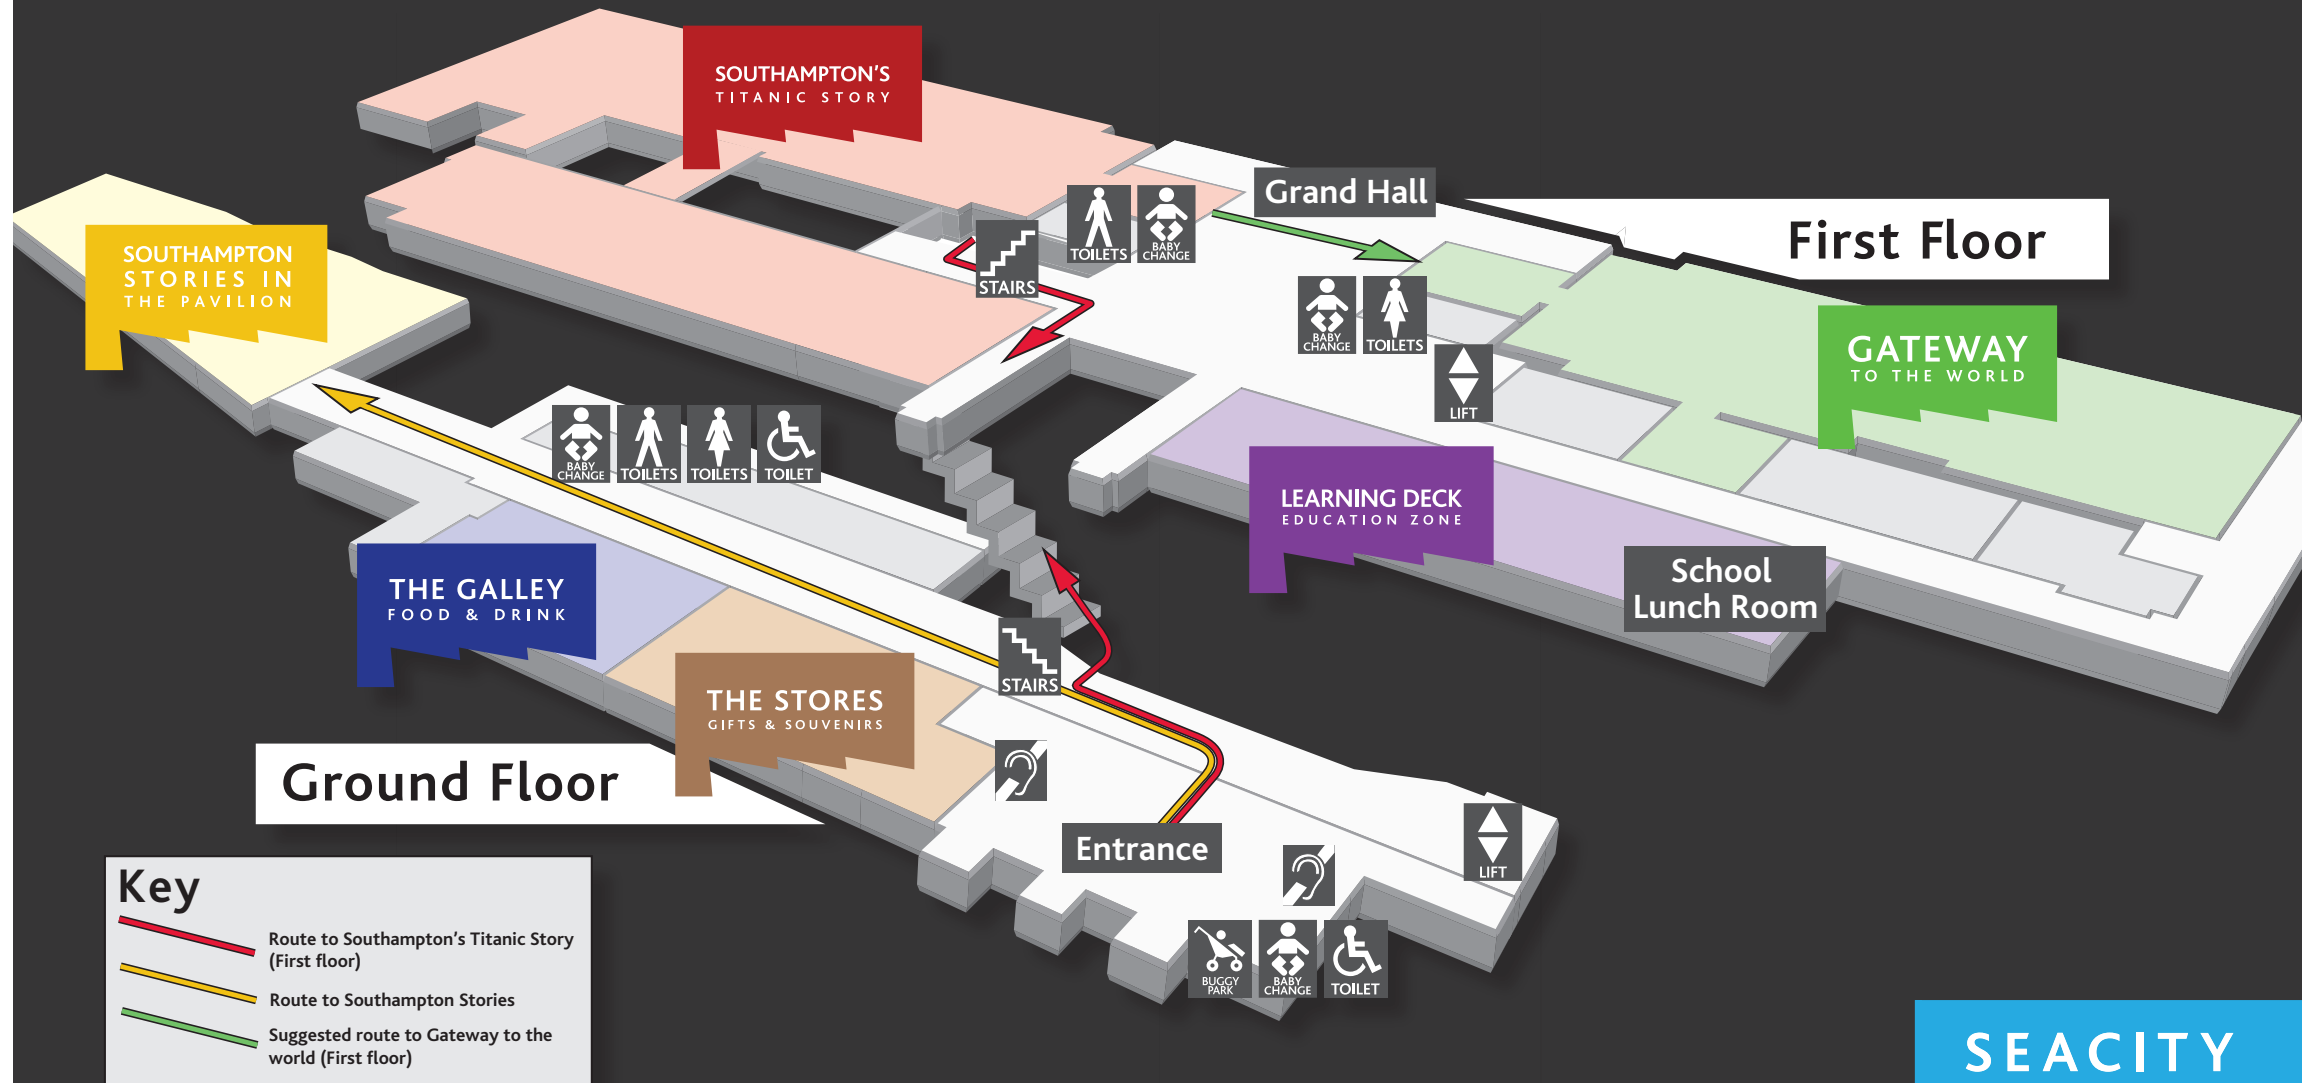 SOUTHAMPTON'S
TITANIC STORY
Grand Hall
First Floor
TOILETS
BABY
CHANGE
STAIRS
SOUTHAMPTON
STORIES IN
THE PAVILION
BABY
CHANGE
TOILETS
GATEWAY
TO THE WORLD
LIFT
BABY
CHANGE
TOILETS
TOILETS
TOILET
LEARNING DECK
EDUCATION ZONE
School
Lunch Room
THE GALLEY
FOOD & DRINK
STAIRS
THE STORES
GIFTS & SOUVENIRS
Ground Floor
Entrance
LIFT
BUGGY
PARK
BABY
CHANGE
TOILET
Key
Route to Southampton's Titanic Story
(First floor)
Route to Southampton Stories
Suggested route to Gateway to the
world (First floor)
SEACITY